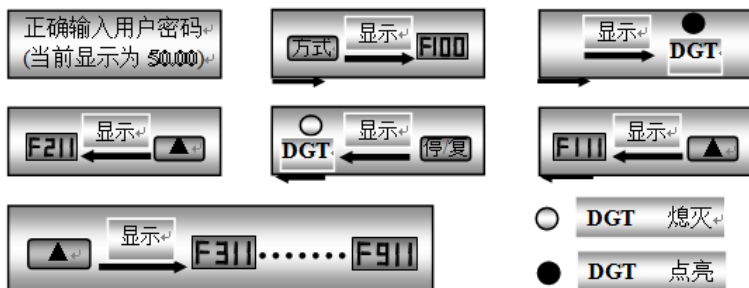 正确输入用户密码
(当前显示为 50.00)
方式 显示 F100
显示 DGT
F211 显示 ▲
DGT 显示 停/复
F111 显示 ▲
▲ 显示 F311·······F911
DGT 熄灭
DGT 点亮